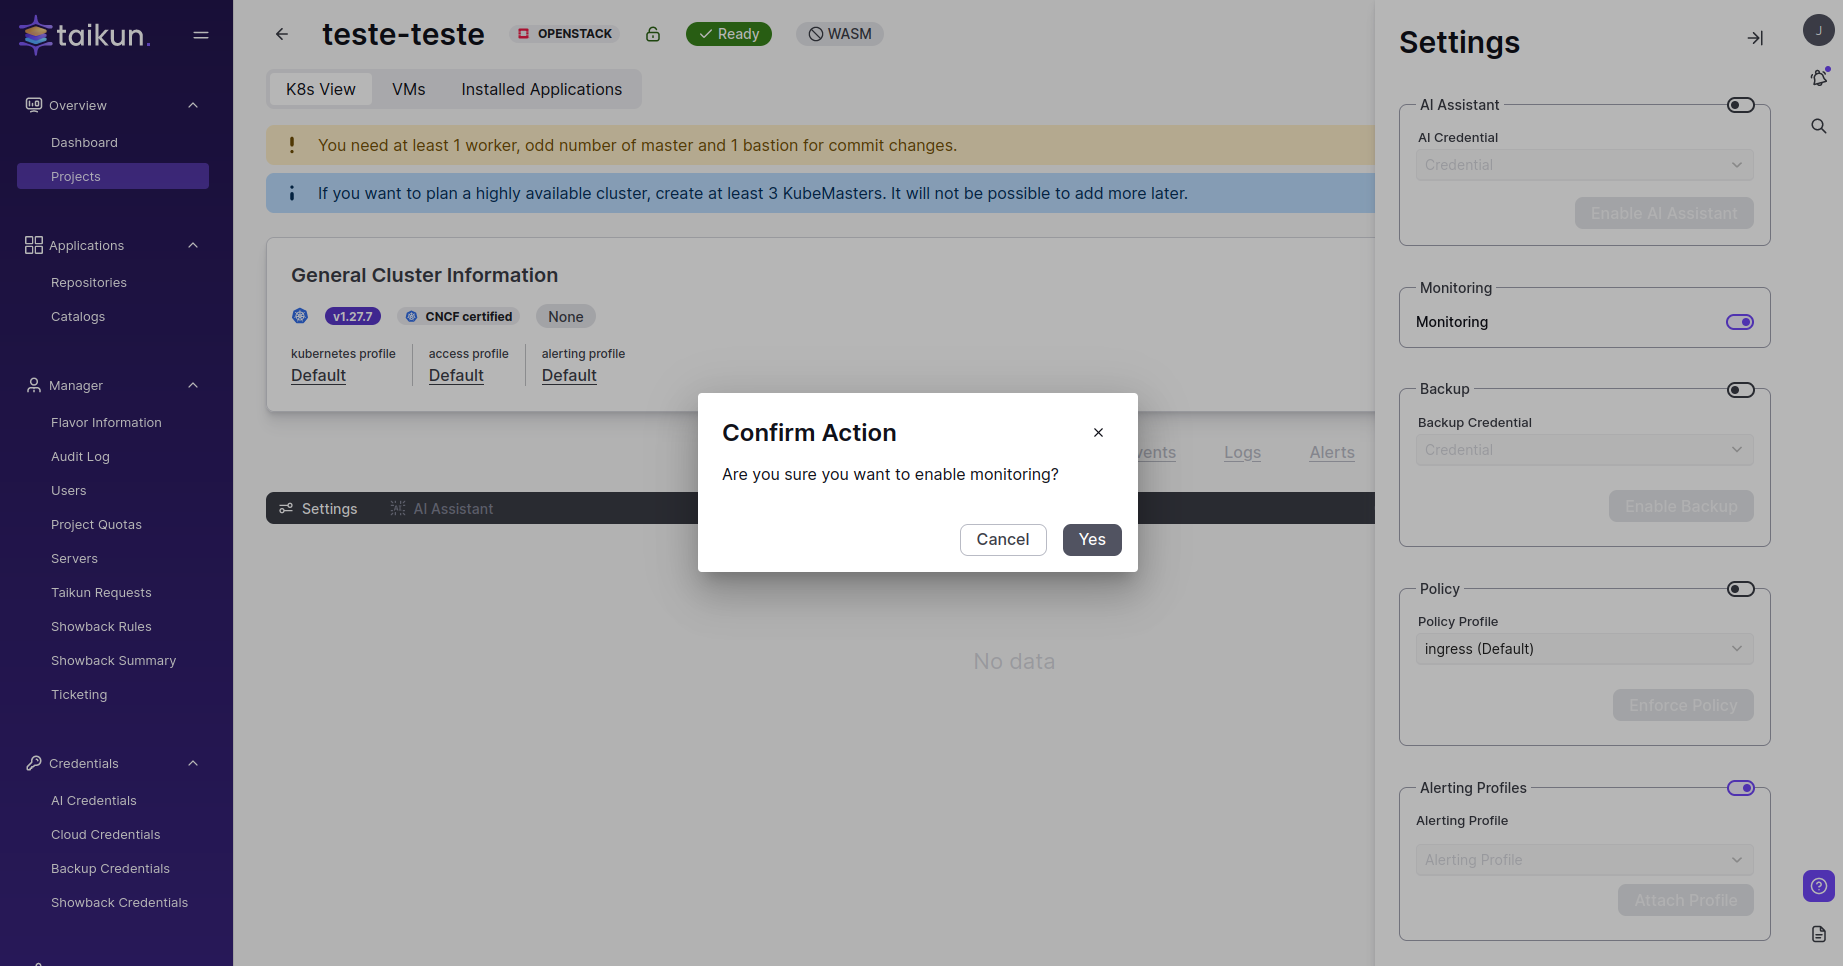 taikun.
Overview
Dashboard
Projects
Applications
Repositories
Catalogs
Manager
Flavor Information
Audit Log
Users
Project Quotas
Servers
Taikun Requests
Showback Rules
Showback Summary
Ticketing
Credentials
AI Credentials
Cloud Credentials
Backup Credentials
Showback Credentials
teste-teste
OPENSTACK
Ready
WASM
K8s View
VMs
Installed Applications
You need at least 1 worker, odd number of master and 1 bastion for commit changes.
If you want to plan a highly available cluster, create at least 3 KubeMasters. It will not be possible to add more later.
General Cluster Information
v1.27.7
CNCF certified
None
kubernetes profile
Default
access profile
Default
alerting profile
Default
vents
Logs
Alerts
Settings
AI Assistant
No data
Confirm Action
Are you sure you want to enable monitoring?
Cancel
Yes
Settings
AI Assistant
AI Credential
Credential
Enable AI Assistant
Monitoring
Monitoring
Backup
Backup Credential
Credential
Enable Backup
Policy
Policy Profile
ingress (Default)
Enforce Policy
Alerting Profiles
Alerting Profile
Alerting Profile
Attach Profile
J